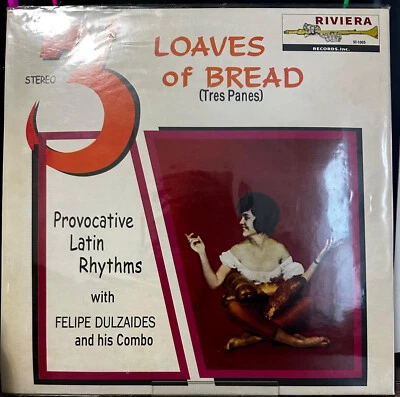 3
STEREO
LOAVES
of BREAD
(Tres Panes)
RIVIERA
RECORDS, Inc.
Provocative
Latin
Rhythms
with
FELIPE DULZAIDES
and his Combo